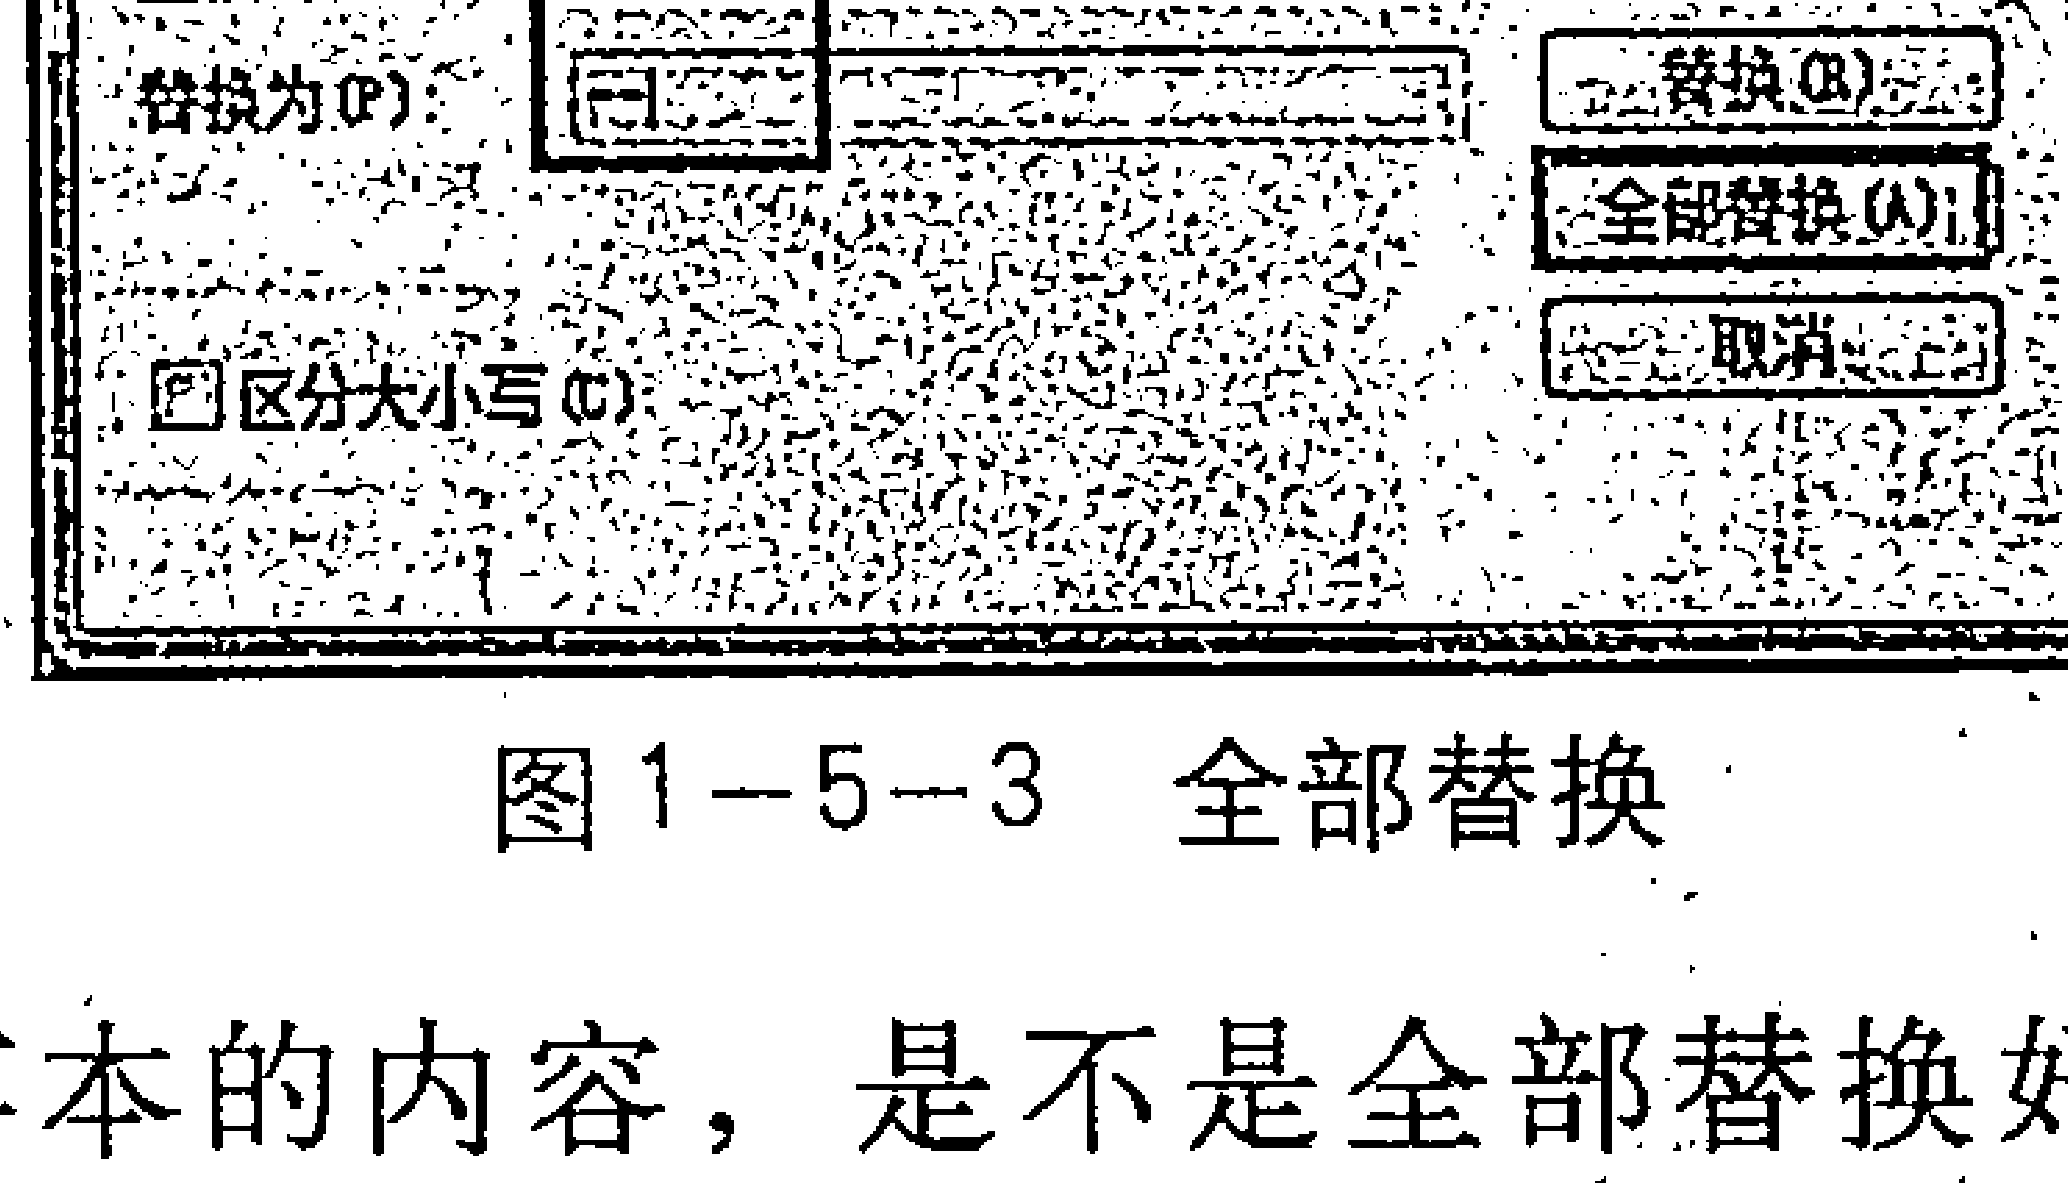 替换为(P):
替换(R)
全部替换(A)
取消
区分大小写(C)
图1-5-3 全部替换
本的内容，是不是全部替换